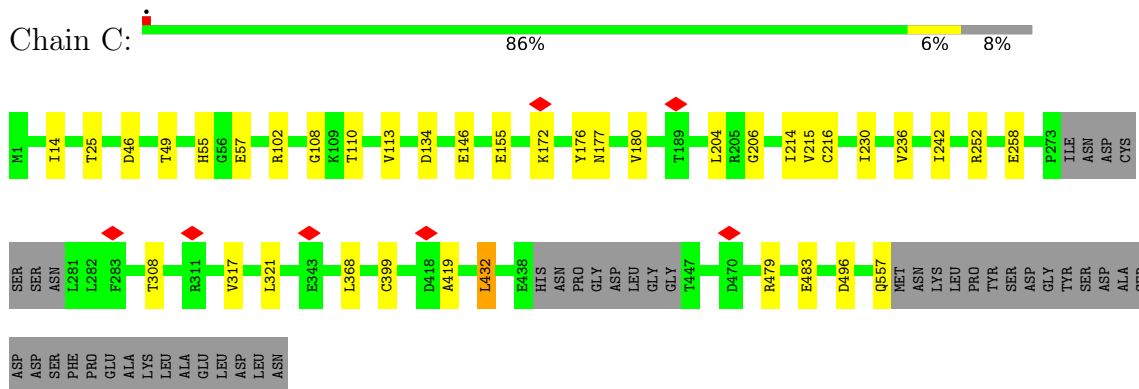 Chain C:
86% 6% 8%
M1 I14 T25 D46 T49 H55 G56 E57 R102 G108 K109 T110 V113 D134 E146 E155 K172 Y176 N177 V180 T189 L204 R205 G206 I214 V215 C216 I230 V236 I242 R252 E258 P273 ILE ASN ASP CYS
SER SER ASN L281 L282 F283 T308 R311 V317 L321 E343 L368 C399 D418 A419 L432 E438 HIS ASN PRO GLY ASP LEU GLY GLY T447 D470 R479 E483 D496 Q557 MET ASN LYS LEU PRO TYR SER ASP GLY TYR SER ASP ALA
ASP ASP SER PHE PRO GLU ALA LYS LEU ALA GLU LEU ASP LEU ASN